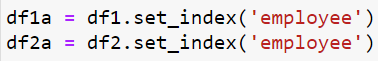 df1a = df1.set_index('employee')
df2a = df2.set_index('employee')